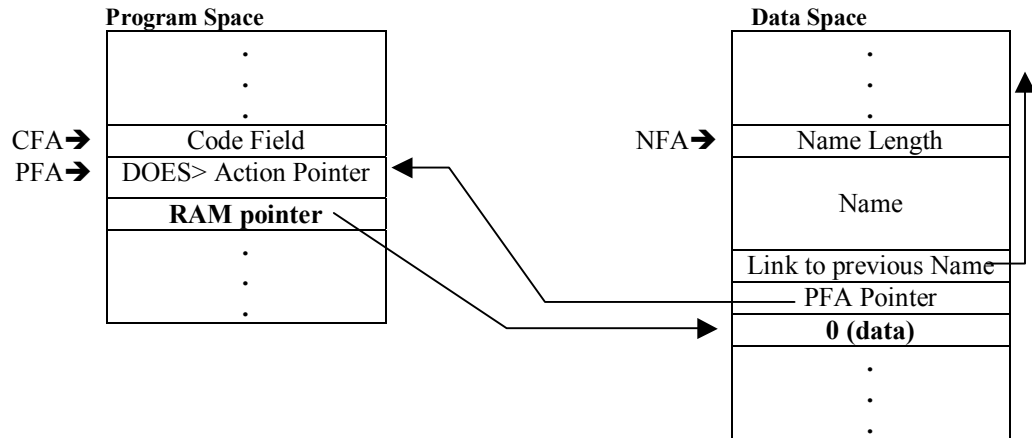 Program Space
.
.
.
CFA➔ Code Field
PFA➔ DOES> Action Pointer
RAM pointer
.
.
.
Data Space
.
.
.
NFA➔ Name Length
Name
Link to previous Name
PFA Pointer
0 (data)
.
.
.